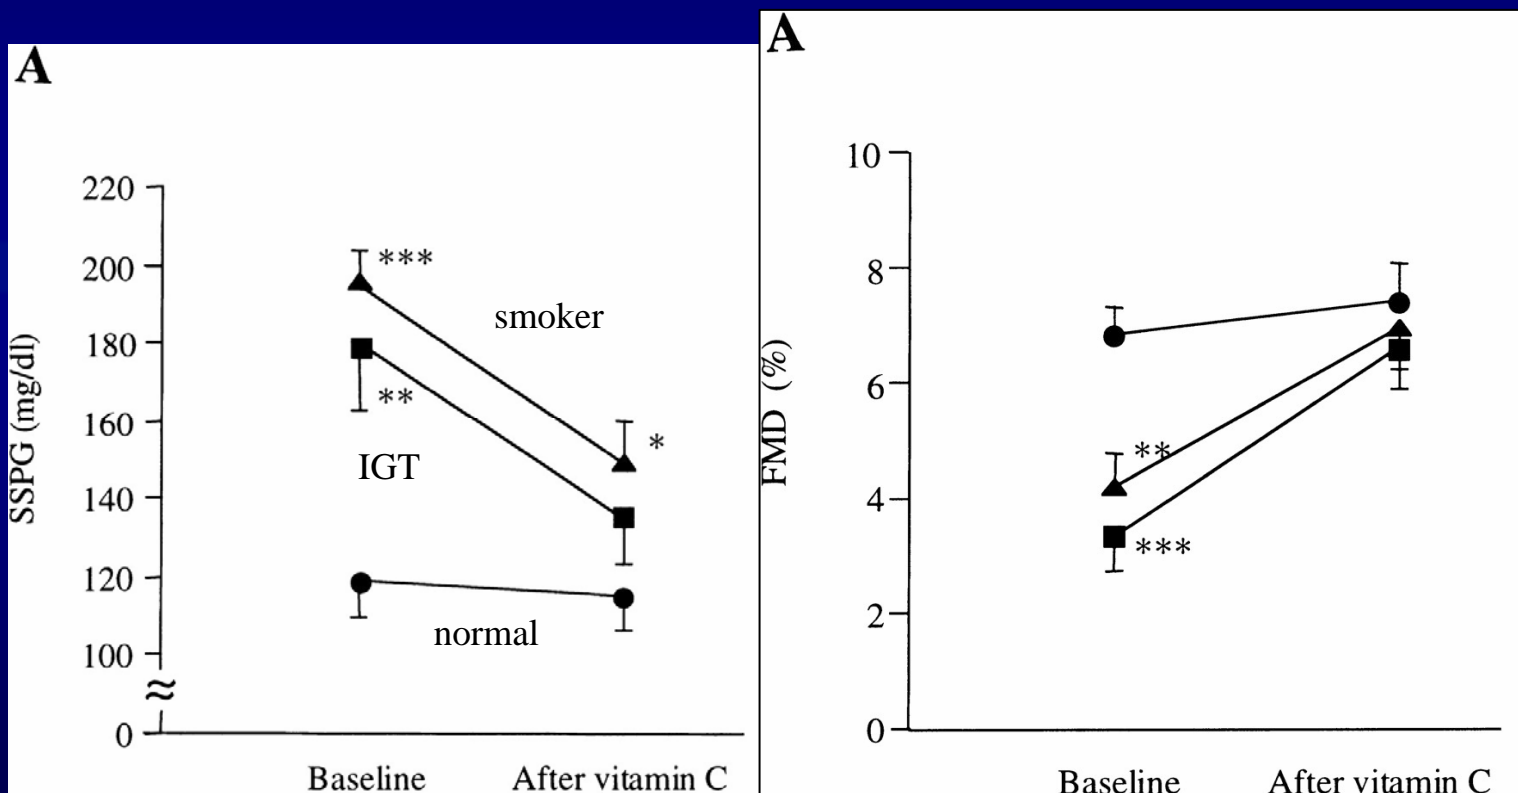 A
220
200
180
160
140
120
100
0
SSPG (mg/dl)
***
smoker
**
*
IGT
normal
Baseline
After vitamin C
A
10
8
6
4
2
0
FMD (%)
**
***
Baseline
After vitamin C